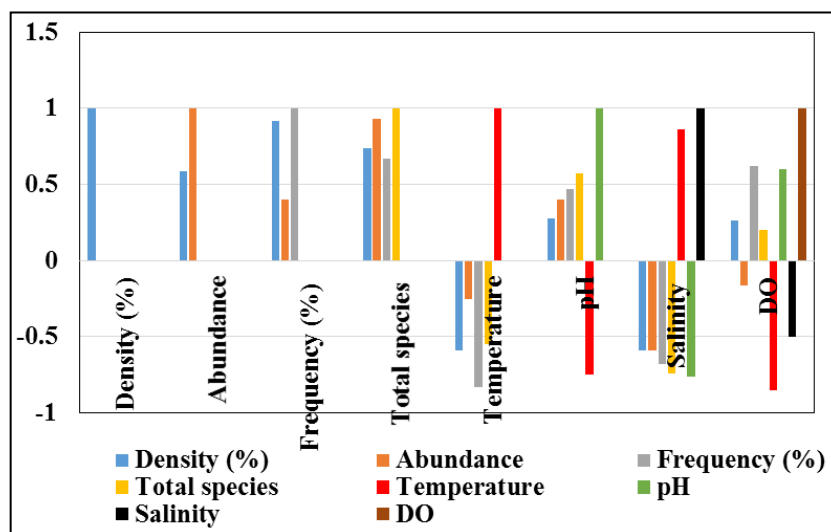 1.5
1
0.5
0
-0.5
-1
Density (%)
Abundance
Frequency (%)
Total species
Temperature
pH
Salinity
DO
Density (%) Abundance Frequency (%)
Total species Temperature pH
Salinity DO